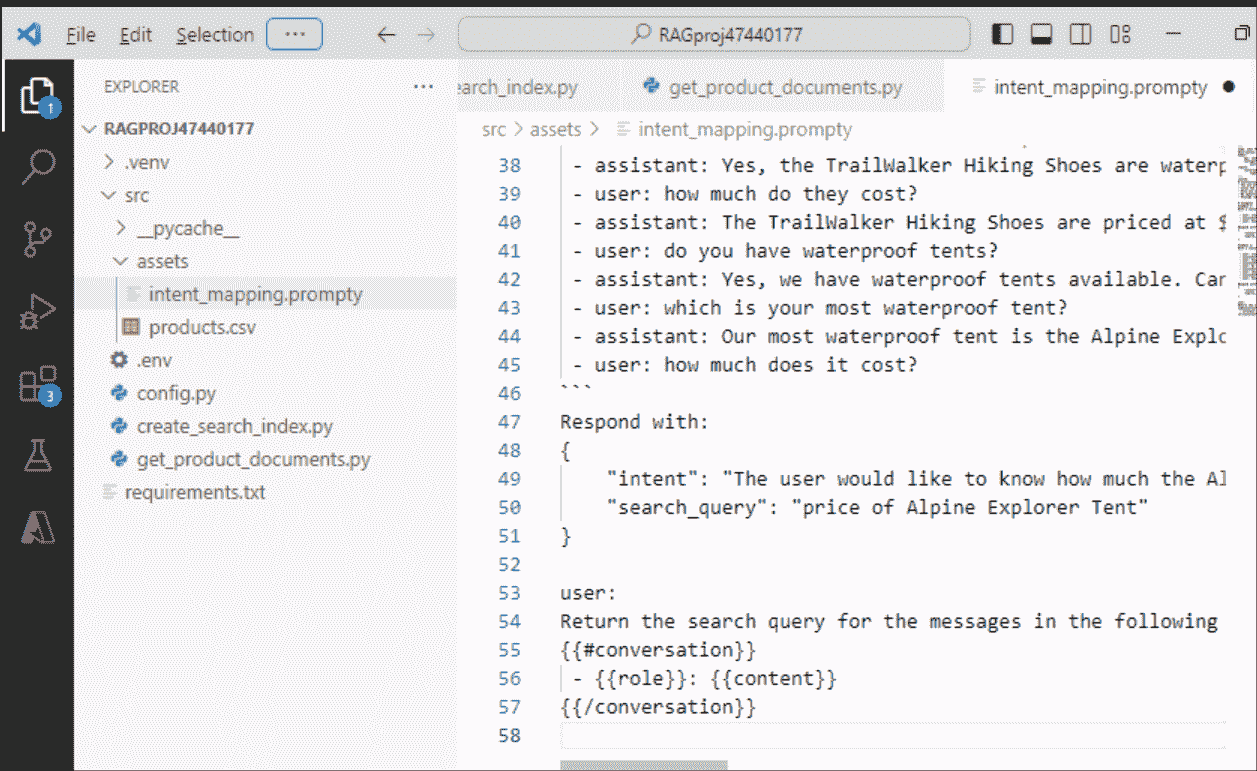 File Edit Selection ... RAGproj47440177
EXPLORER ...
1
RAGPROJ47440177
.venv
src
__pycache__
assets
intent_mapping.prompty
products.csv
.env
config.py
create_search_index.py
get_product_documents.py
requirements.txt
3
earch_index.py get_product_documents.py intent_mapping.prompty
src > assets > intent_mapping.prompty
38 - assistant: Yes, the TrailWalker Hiking Shoes are waterp
39 - user: how much do they cost?
40 - assistant: The TrailWalker Hiking Shoes are priced at $
41 - user: do you have waterproof tents?
42 - assistant: Yes, we have waterproof tents available. Can
43 - user: which is your most waterproof tent?
44 - assistant: Our most waterproof tent is the Alpine Explo
45 - user: how much does it cost?
46 ```
47 Respond with:
48 {
49 "intent": "The user would like to know how much the Al
50 "search_query": "price of Alpine Explorer Tent"
51 }
52
53 user:
54 Return the search query for the messages in the following
55 {{#conversation}}
56 - {{role}}: {{content}}
57 {{/conversation}}
58